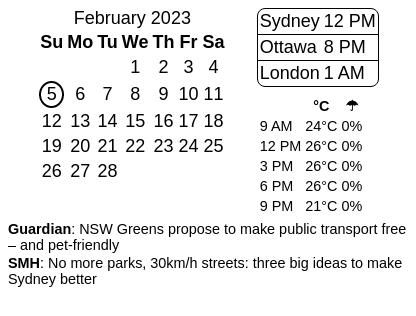 February 2023
Su Mo Tu We Th Fr Sa
1 2 3 4
5 6 7 8 9 10 11
12 13 14 15 16 17 18
19 20 21 22 23 24 25
26 27 28
Sydney 12 PM
Ottawa 8 PM
London 1 AM
°C ☂
9 AM 24°C 0%
12 PM 26°C 0%
3 PM 26°C 0%
6 PM 26°C 0%
9 PM 21°C 0%
Guardian: NSW Greens propose to make public transport free
– and pet-friendly
SMH: No more parks, 30km/h streets: three big ideas to make
Sydney better